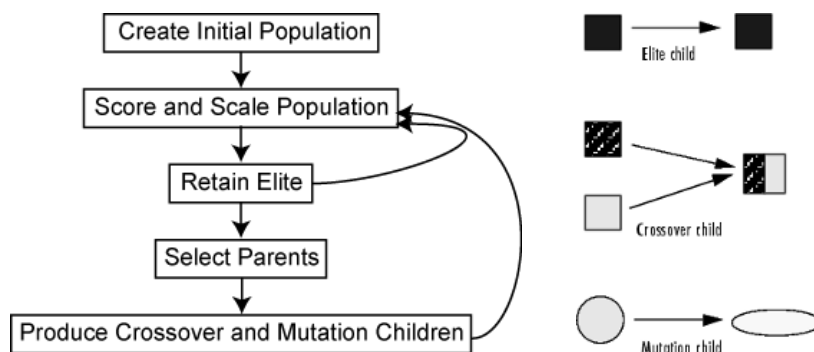 Create Initial Population
Score and Scale Population
Retain Elite
Select Parents
Produce Crossover and Mutation Children
Elite child
Crossover child
Mutation child